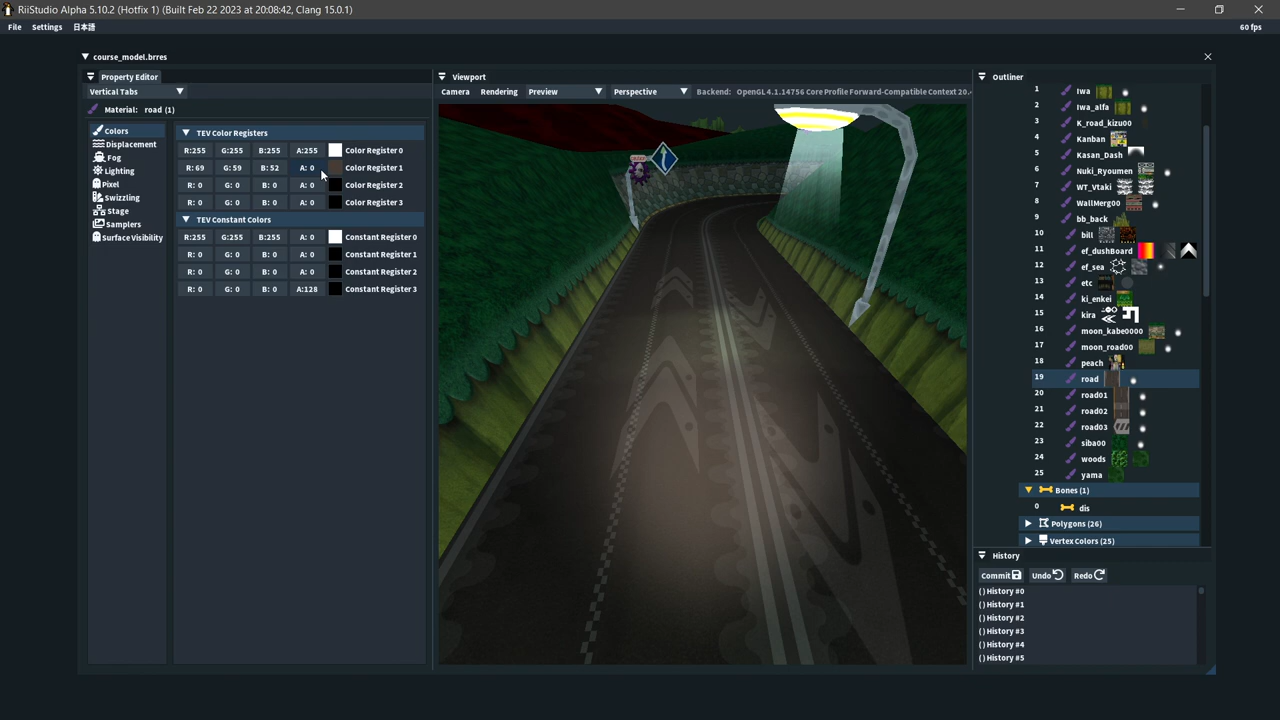 RiiStudio Alpha 5.10.2 (Hotfix 1) (Built Feb 22 2023 at 20:08:42, Clang 15.0.1)
File Settings 日本語 60 fps
course_model.brres
Property Editor
Vertical Tabs
Material: road (1)
Colors
Displacement
Fog
Lighting
Pixel
Swizzling
Stage
Samplers
Surface Visibility
TEV Color Registers
R:255 G:255 B:255 A:255 Color Register 0
R: 69 G: 59 B: 52 A: 0 Color Register 1
R: 0 G: 0 B: 0 A: 0 Color Register 2
R: 0 G: 0 B: 0 A: 0 Color Register 3
TEV Constant Colors
R:255 G:255 B:255 A: 0 Constant Register 0
R: 0 G: 0 B: 0 A: 0 Constant Register 1
R: 0 G: 0 B: 0 A: 0 Constant Register 2
R: 0 G: 0 B: 0 A:128 Constant Register 3
Viewport
Camera Rendering Preview Perspective Backend: OpenGL 4.1.14756 Core Profile Forward-Compatible Context 20.
Outliner
1 Iwa
2 Iwa_alfa
3 K_road_kizu00
4 Kanban
5 Kasan_Dash
6 Nuki_Ryoumen
7 WT_Vtaki
8 WallMerg00
9 bb_back
10 bill
11 ef_dushBoard
12 ef_sea
13 etc
14 ki_enkei
15 kira
16 moon_kabe0000
17 moon_road00
18 peach
19 road
20 road01
21 road02
22 road03
23 siba00
24 woods
25 yama
Bones (1)
0 dis
Polygons (26)
Vertex Colors (25)
History
Commit Undo Redo
() History #0
() History #1
() History #2
() History #3
() History #4
() History #5